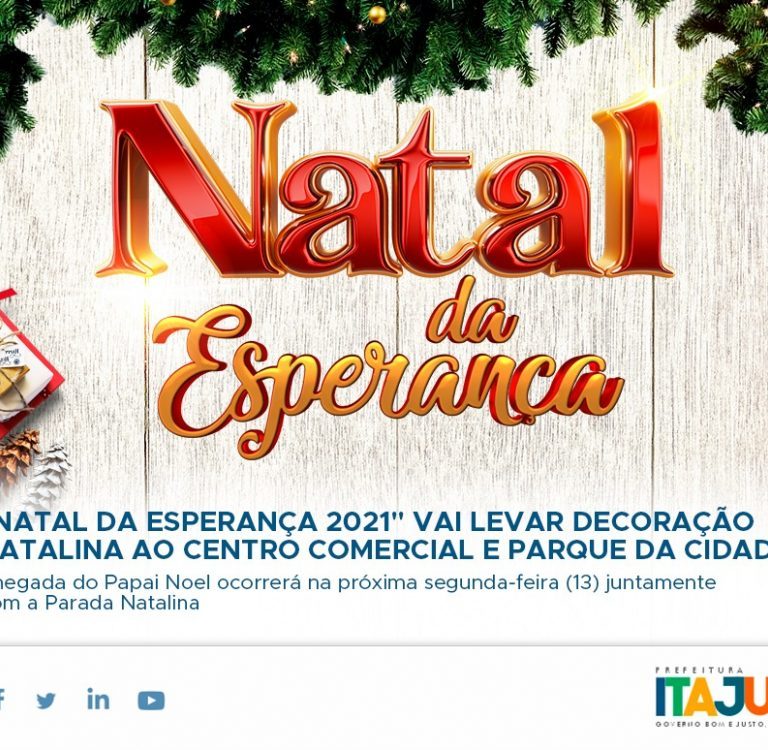 Natal
da
Esperança
NATAL DA ESPERANÇA 2021" VAI LEVAR DECORAÇÃO
ATALINA AO CENTRO COMERCIAL E PARQUE DA CIDAD
hegada do Papai Noel ocorrerá na próxima segunda-feira (13) juntamente
om a Parada Natalina
f in
PREFEITURA
ITAJU
GOVERNO BOM E JUSTO.